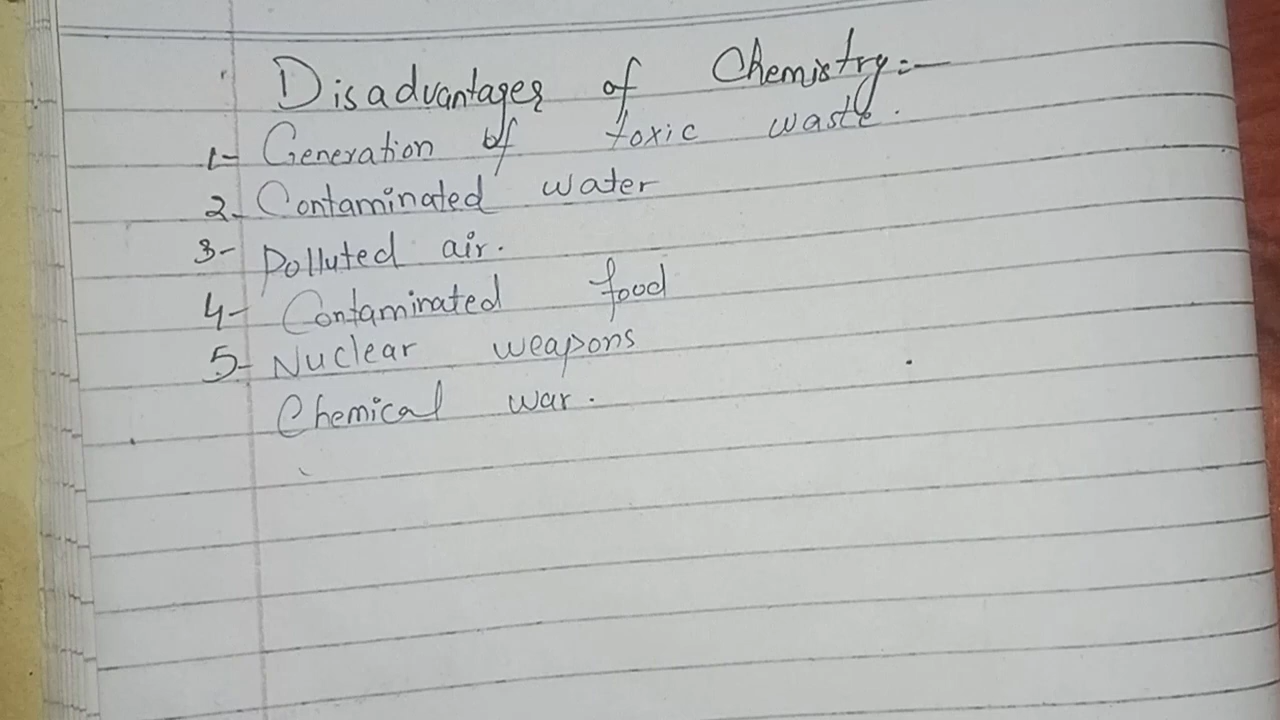 Disadvantages of Chemistry:-
1- Generation of toxic waste.
2- Contaminated water
3- Polluted air.
4- Contaminated food
5- Nuclear weapons
Chemical war.